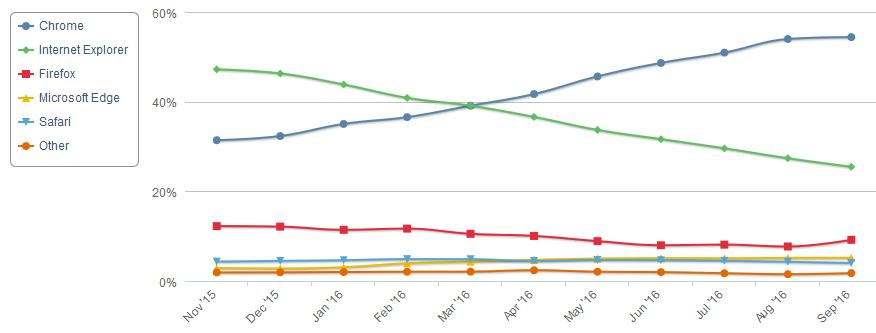 Chrome
Internet Explorer
Firefox
Microsoft Edge
Safari
Other
60%
40%
20%
0%
Nov '15
Dec '15
Jan '16
Feb '16
Mar '16
Apr '16
May '16
Jun '16
Jul '16
Aug '16
Sep '16